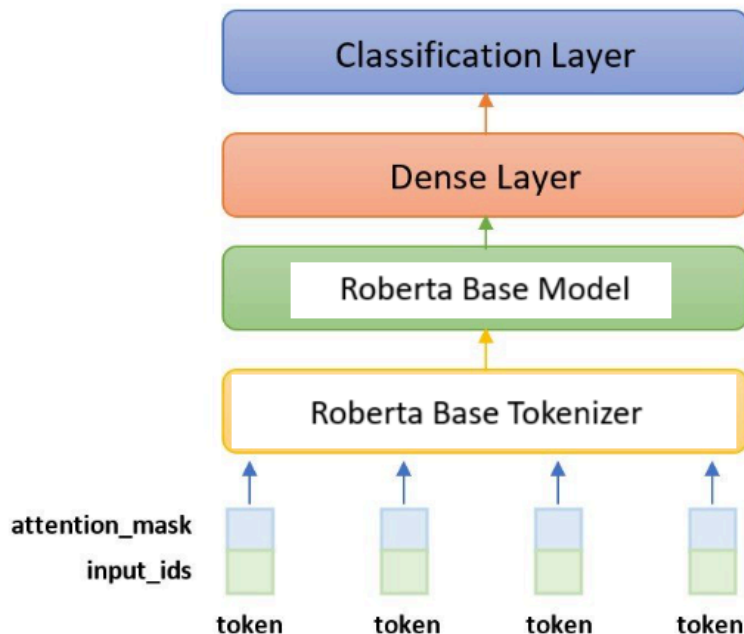 Classification Layer
Dense Layer
Roberta Base Model
Roberta Base Tokenizer
attention_mask
input_ids
token token token token